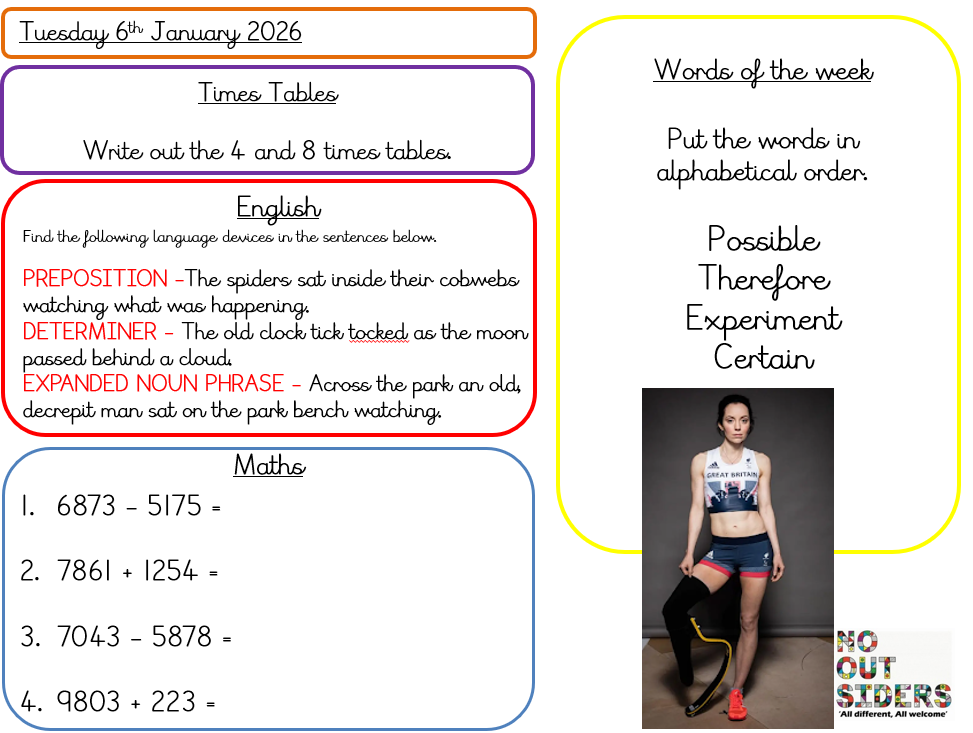 Tuesday 6th January 2026
Times Tables
Write out the 4 and 8 times tables.
English
Find the following language devices in the sentences below.
PREPOSITION –The spiders sat inside their cobwebs
watching what was happening.
DETERMINER – The old clock tick tocked as the moon
passed behind a cloud.
EXPANDED NOUN PHRASE – Across the park an old,
decrepit man sat on the park bench watching.
Maths
1. 6873 – 5175 =
2. 7861 + 1254 =
3. 7043 – 5878 =
4. 9803 + 223 =
Words of the week
Put the words in
alphabetical order.
Possible
Therefore
Experiment
Certain
GREAT BRITAIN
NO
OUT
SIDERS
'All different, All welcome'